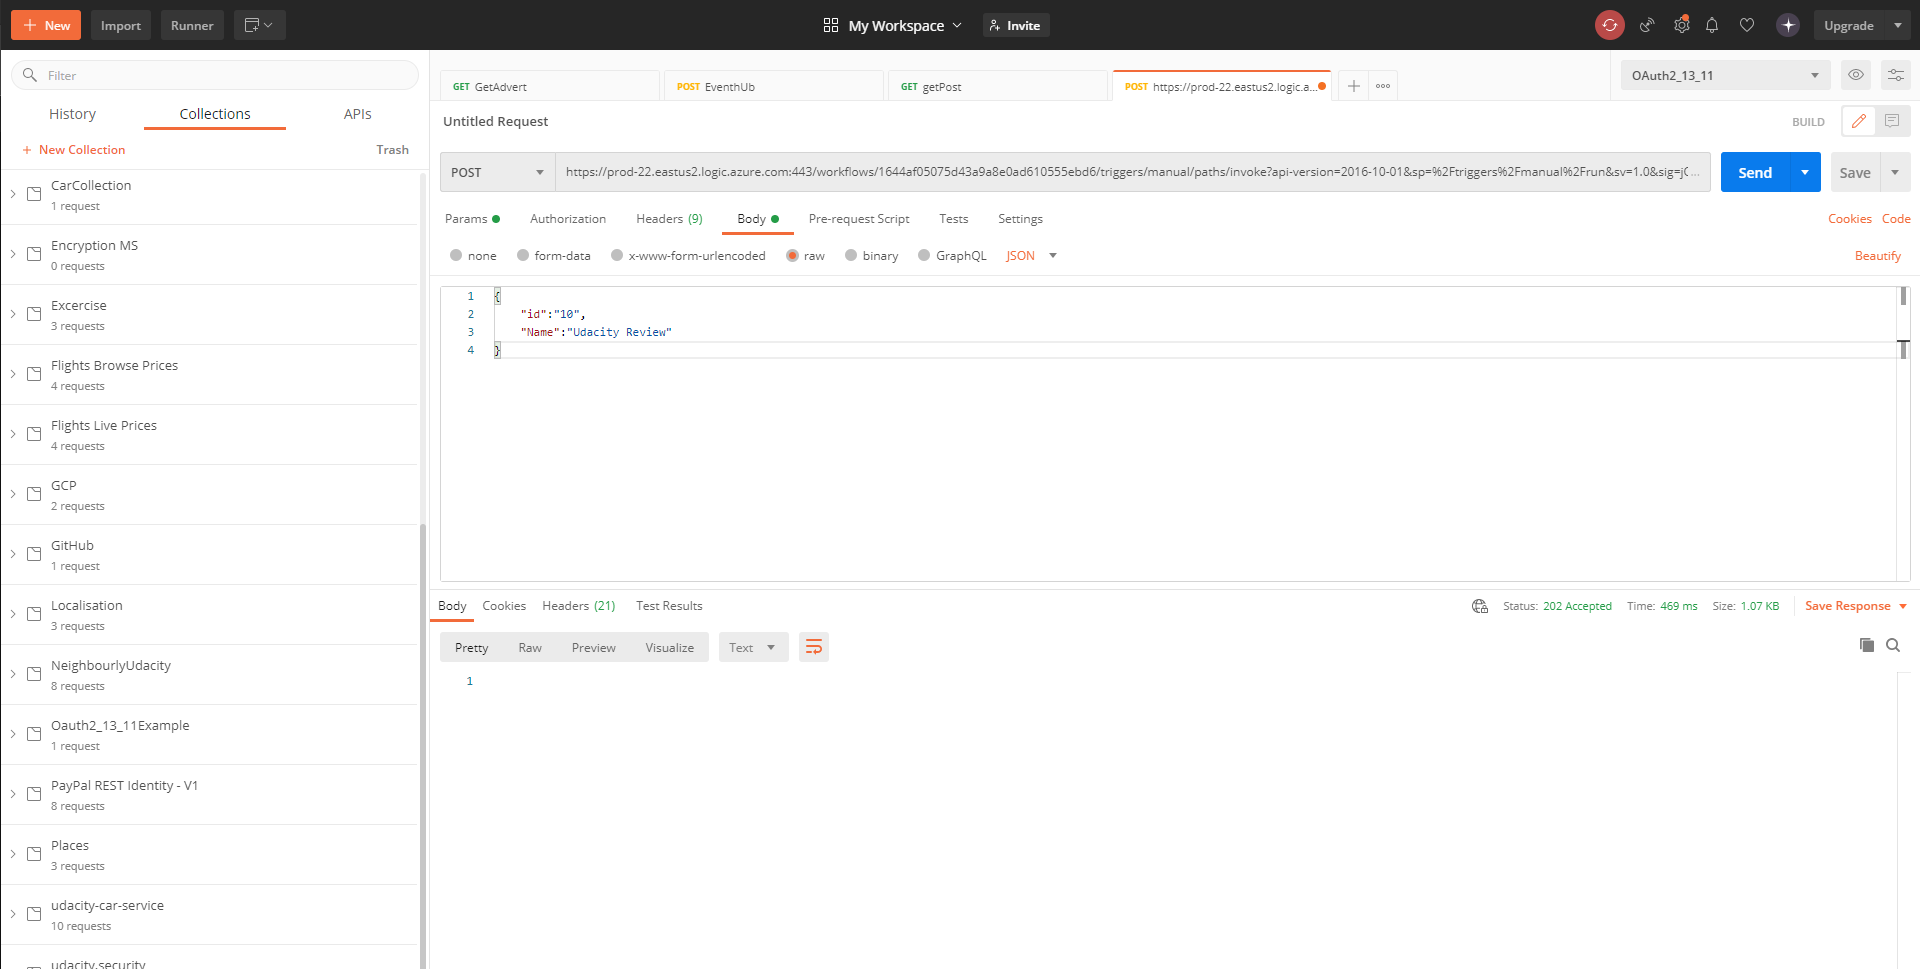 New
Import
Runner
My Workspace
Invite
Upgrade
Filter
History
Collections
APIs
New Collection
Trash
CarCollection
1 request
Encryption MS
0 requests
Excercise
3 requests
Flights Browse Prices
4 requests
Flights Live Prices
4 requests
GCP
2 requests
GitHub
1 request
Localisation
3 requests
NeighbourlyUdacity
8 requests
Oauth2_13_11Example
1 request
PayPal REST Identity - V1
8 requests
Places
3 requests
udacity-car-service
10 requests
udacity.security
GET GetAdvert
POST EventhUb
GET getPost
POST https://prod-22.eastus2.logic.a...
OAuth2_13_11
Untitled Request
BUILD
POST
https://prod-22.eastus2.logic.azure.com:443/workflows/1644af05075d43a9a8e0ad610555ebd6/triggers/manual/paths/invoke?api-version=2016-10-01&sp=%2Ftriggers%2Fmanual%2Frun&sv=1.0&sig=j...
Send
Save
Params
Authorization
Headers (9)
Body
Pre-request Script
Tests
Settings
Cookies
Code
none
form-data
x-www-form-urlencoded
raw
binary
GraphQL
JSON
Beautify
1 {
2 "id":"10",
3 "Name":"Udacity Review"
4 }
Body
Cookies
Headers (21)
Test Results
Status: 202 Accepted
Time: 469 ms
Size: 1.07 KB
Save Response
Pretty
Raw
Preview
Visualize
Text
1